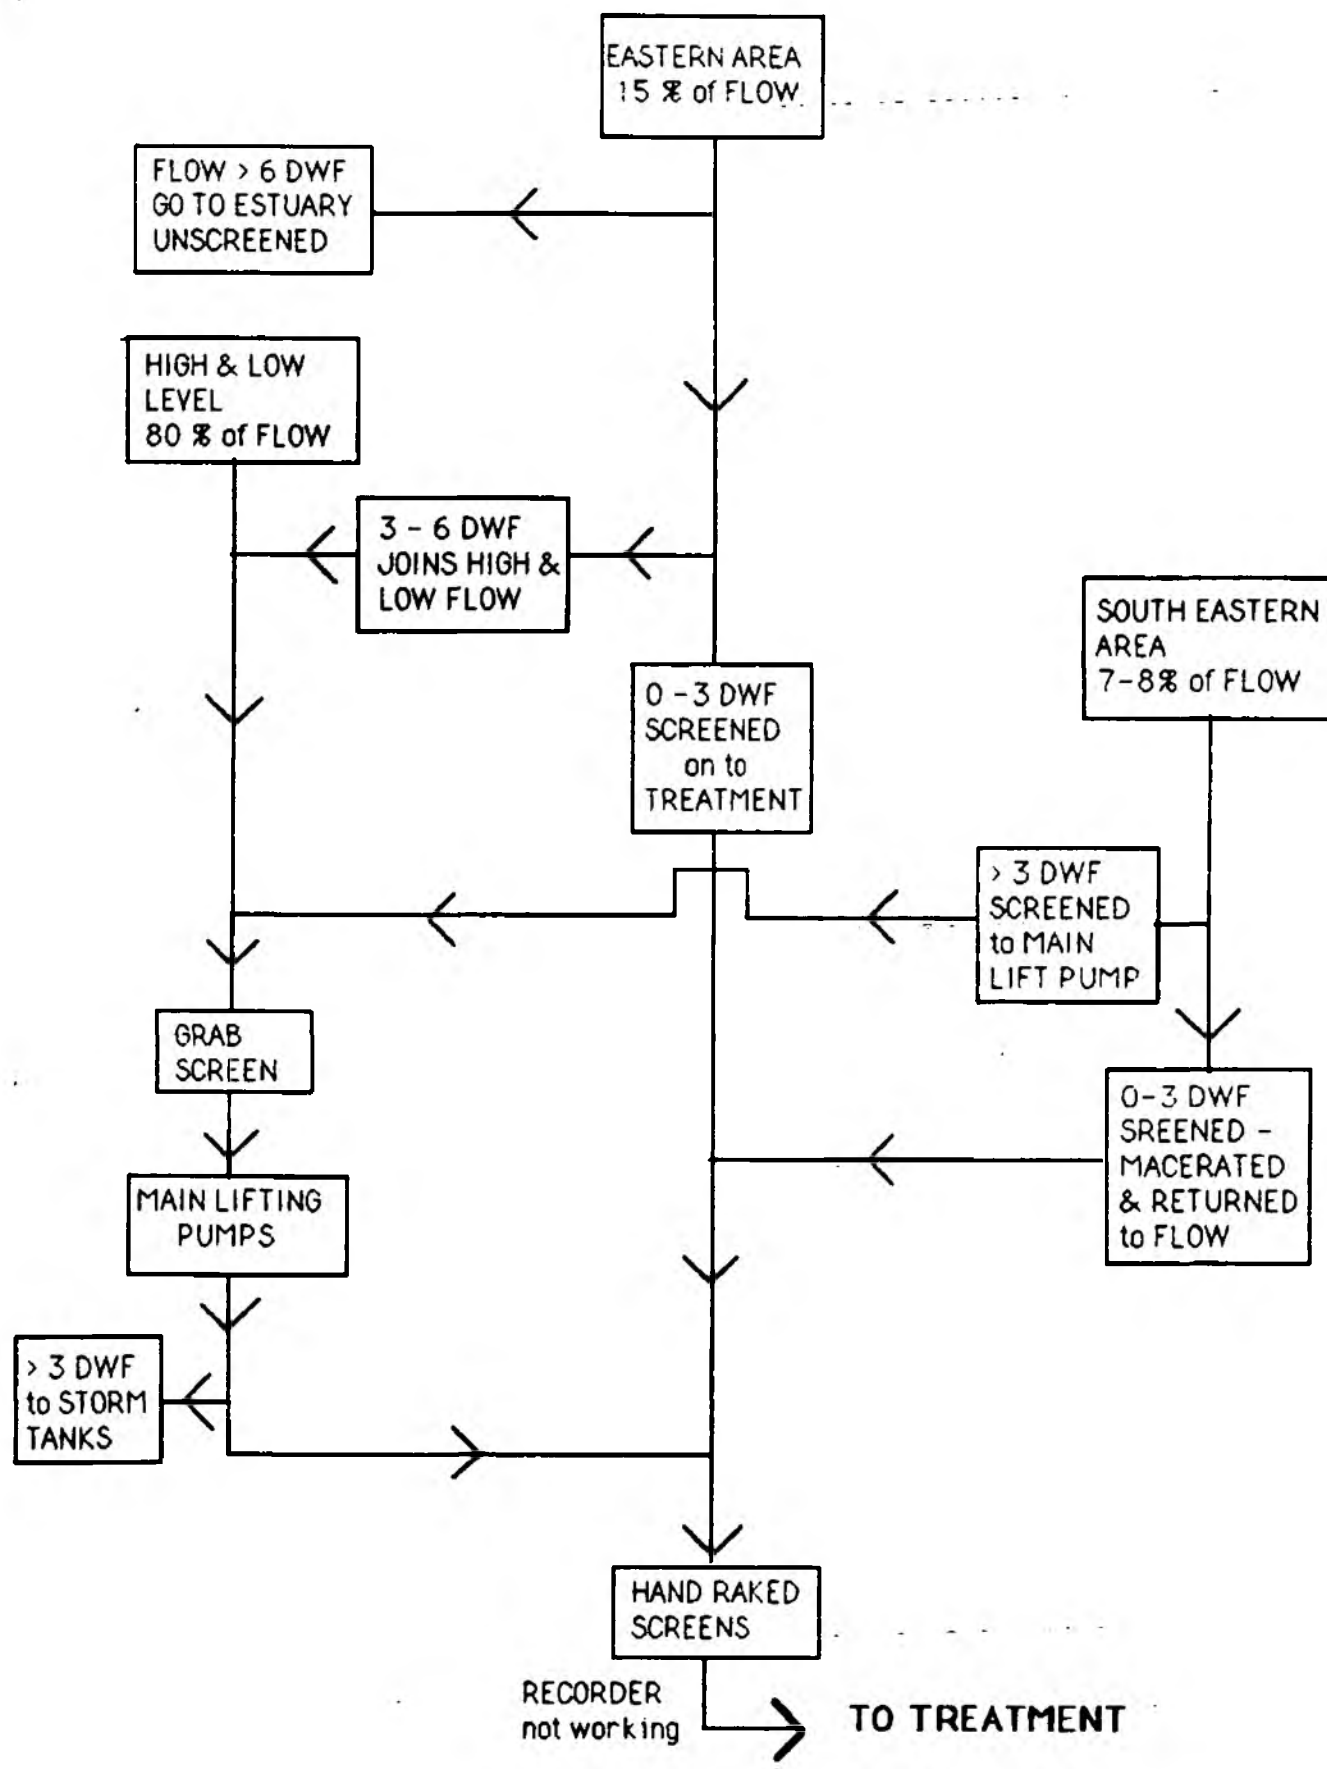 EASTERN AREA
15 % of FLOW
FLOW > 6 DWF
GO TO ESTUARY
UNSCREENED
HIGH & LOW
LEVEL
80 % of FLOW
3 - 6 DWF
JOINS HIGH &
LOW FLOW
SOUTH EASTERN
AREA
7-8% of FLOW
0 - 3 DWF
SCREENED
on to
TREATMENT
> 3 DWF
SCREENED
to MAIN
LIFT PUMP
GRAB
SCREEN
0-3 DWF
SREENED -
MACERATED
& RETURNED
to FLOW
MAIN LIFTING
PUMPS
> 3 DWF
to STORM
TANKS
HAND RAKED
SCREENS
RECORDER
not working
TO TREATMENT